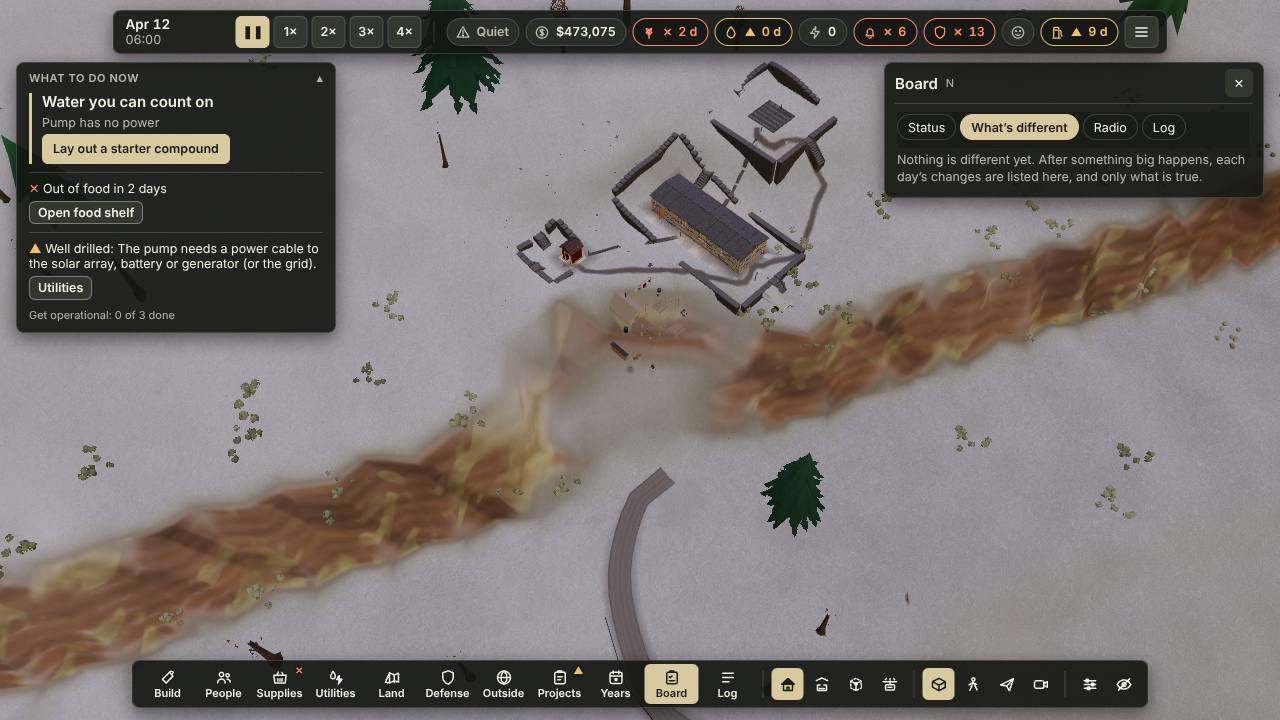 Apr 12
06:00
1×
2×
3×
4×
Quiet
$473,075
× 2 d
0 d
0
× 6
× 13
9 d
WHAT TO DO NOW
Water you can count on
Pump has no power
Lay out a starter compound
× Out of food in 2 days
Open food shelf
Well drilled: The pump needs a power cable to
the solar array, battery or generator (or the grid).
Utilities
Get operational: 0 of 3 done
Board N
Status
What's different
Radio
Log
Nothing is different yet. After something big happens, each
day's changes are listed here, and only what is true.
Build
People
Supplies
Utilities
Land
Defense
Outside
Projects
Years
Board
Log